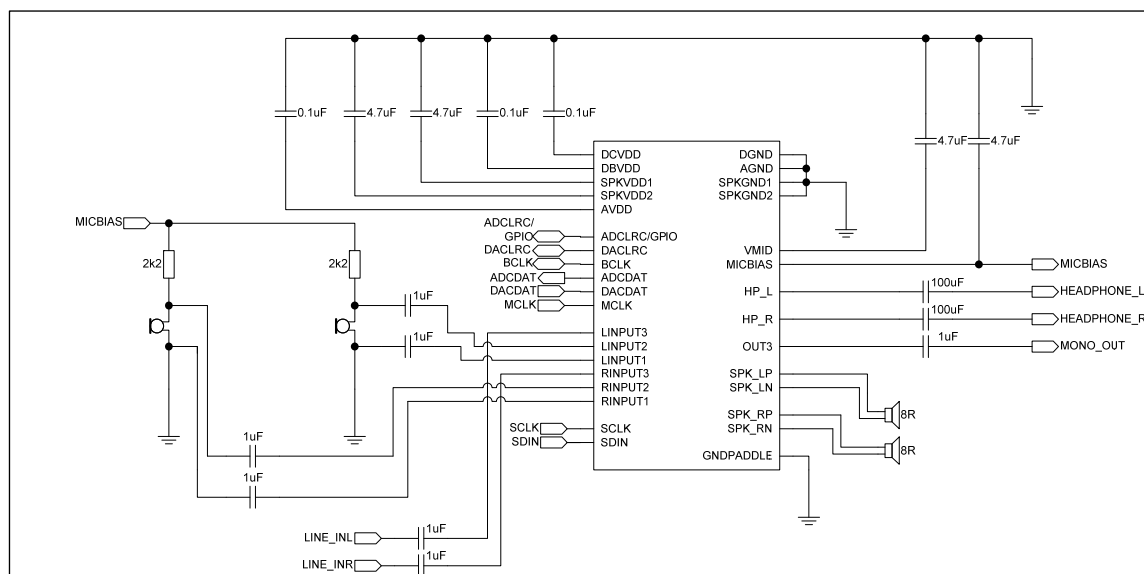 0.1uF 4.7uF 4.7uF 0.1uF 0.1uF
4.7uF 4.7uF
DCVDD DGND
DBVDD AGND
SPKVDD1 SPKGND1
SPKVDD2 SPKGND2
AVDD
MICBIAS
ADCLRC/
GPIO ADCLRC/GPIO
DACLRC DACLRC
VMID
2k2 2k2
BCLK BCLK
MICBIAS MICBIAS
ADCDAT ADCDAT
DACDAT DACDAT
MCLK MCLK
HP_L 100uF HEADPHONE_L
1uF
HP_R 100uF HEADPHONE_R
LINPUT3
1uF
LINPUT2
OUT3 1uF MONO_OUT
LINPUT1
RINPUT3
SPK_LP
RINPUT2
SPK_LN
RINPUT1
8R
SPK_RP
SCLK SCLK
SPK_RN
SDIN SDIN
1uF
8R
GNDPADDLE
1uF
LINE_INL 1uF
LINE_INR 1uF